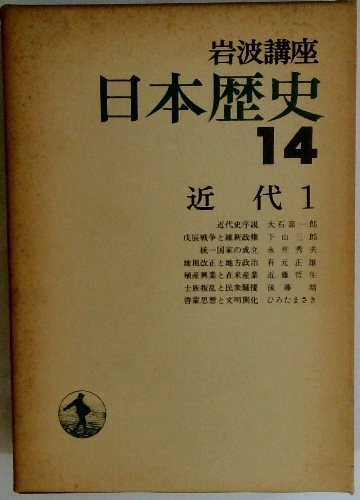 岩波講座
日本歴史
14
近代1
近代史序説 大石嘉一郎
戊辰戦争と維新政権 下山三郎
統一国家の成立 永井秀夫
地租改正と地方政治 有元正雄
殖産興業と在来産業 近藤哲生
士族叛乱と民衆騒擾 後藤靖
啓蒙思想と文明開化 ひろたまさき